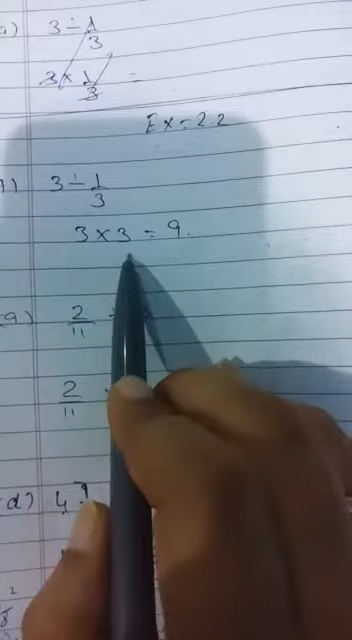 3 ÷ 1/3
3 × 1/3 =
Ex = 2.2
3 ÷ 1/3
3 × 3 = 9.
(a) 2/11
2/11
(d) 4